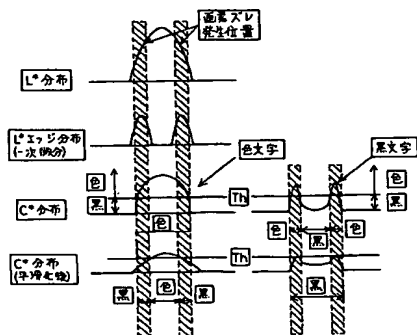 画素ズレ
発生位置
L*分布
L*エッジ分布
(一次微分)
色文字
黒文字
色
黒
Th
色
黒
C*分布
色
色
黒
色
Th
C*分布
(平滑化後)
黒
色
黒
黒